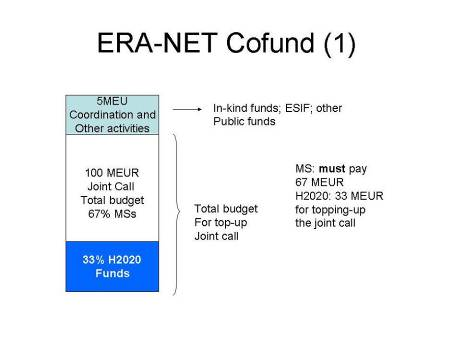 ERA-NET Cofund (1)
5MEU
Coordination and
Other activities
In-kind funds; ESIF; other
Public funds
100 MEUR
Joint Call
Total budget
67% MSs
Total budget
For top-up
Joint call
MS: must pay
67 MEUR
H2020: 33 MEUR
for topping-up
the joint call
33% H2020
Funds